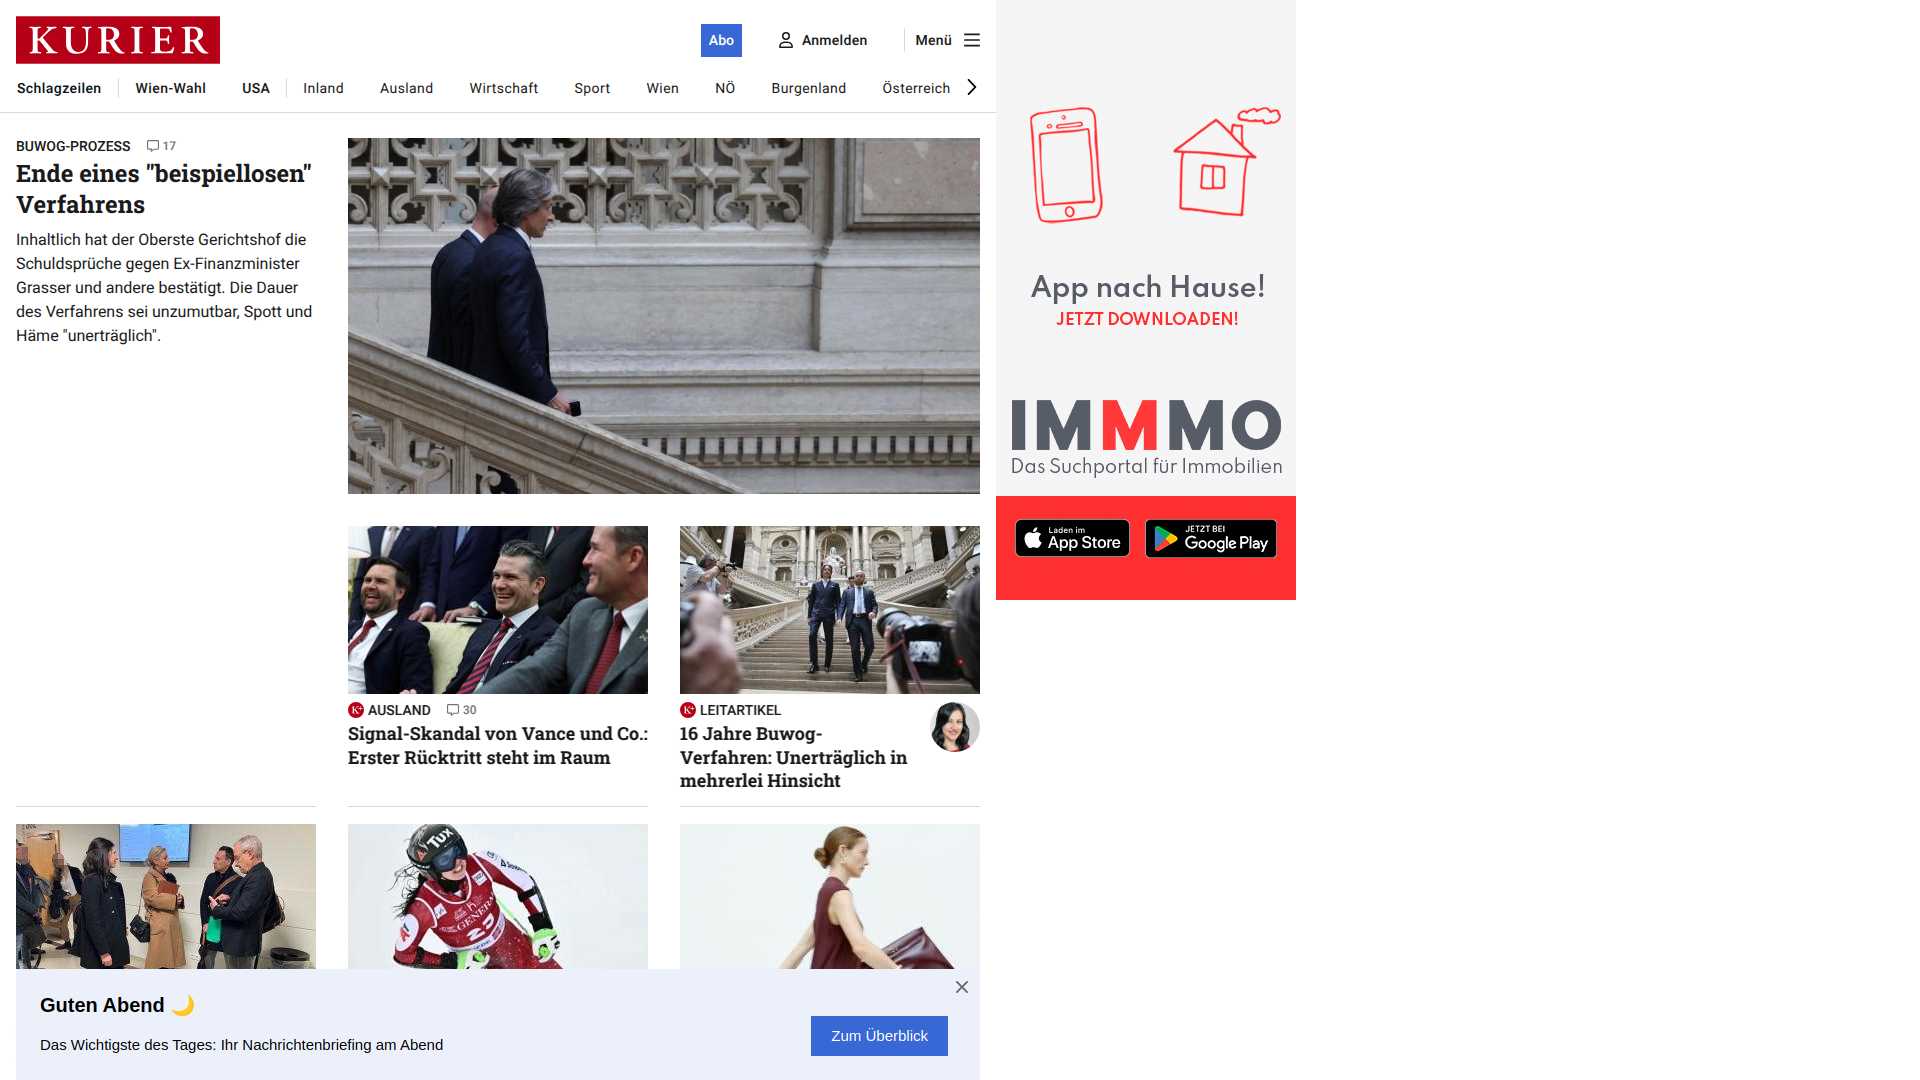 KURIER
Abo
Anmelden
Menü
Schlagzeilen
Wien-Wahl
USA
Inland
Ausland
Wirtschaft
Sport
Wien
NÖ
Burgenland
Österreich
BUWOG-PROZESS 17
Ende eines "beispiellosen"
Verfahrens
Inhaltlich hat der Oberste Gerichtshof die
Schuldsprüche gegen Ex-Finanzminister
Grasser und andere bestätigt. Die Dauer
des Verfahrens sei unzumutbar, Spott und
Häme "unerträglich".
App nach Hause!
JETZT DOWNLOADEN!
IMMMO
Das Suchportal für Immobilien
Laden im
App Store
JETZT BEI
Google Play
K+ AUSLAND 30
Signal-Skandal von Vance und Co.:
Erster Rücktritt steht im Raum
K+ LEITARTIKEL
16 Jahre Buwog-
Verfahren: Unerträglich in
mehrerlei Hinsicht
Tux
GENERALI
23
Guten Abend 🌙
Das Wichtigste des Tages: Ihr Nachrichtenbriefing am Abend
Zum Überblick